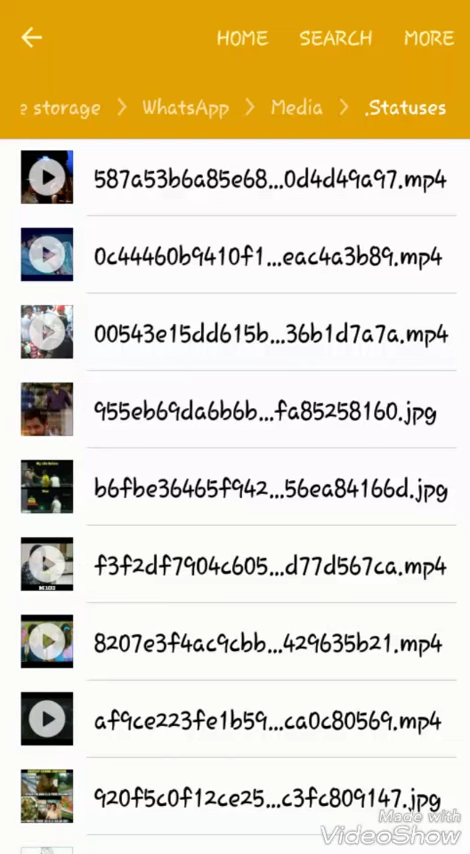 HOME SEARCH MORE
e storage > WhatsApp > Media > .Statuses
587a53b6a85e68...0d4d49a97.mp4
0c44460b9410f1...eac4a3b89.mp4
00543e15dd615b...36b1d7a7a.mp4
955eb69da6b6b...fa85258160.jpg
b6fbe36465f942...56ea84166d.jpg
f3f2df7904c605...d77d567ca.mp4
8207e3f4ac9cbb...429635b21.mp4
af9ce223fe1b59...ca0c80569.mp4
920f5c0f12ce25...c3fc809147.jpg
Made with
VideoShow